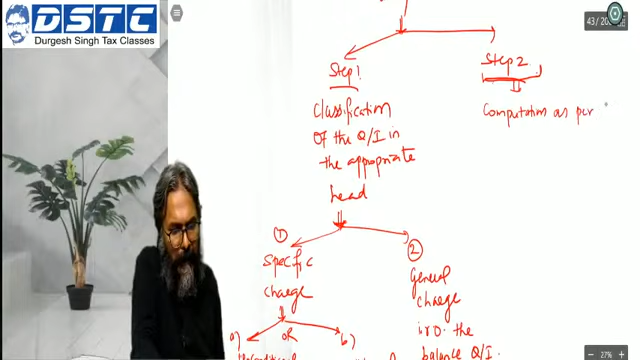 DSTC
Durgesh Singh Tax Classes
43/20
Step 1
Classification
Of the Q/I in
the appropriate
head
Step 2
Computation as per
①
Specific
charge
OR
a)
b)
②
General
charge
the
balance Q/I.
27%